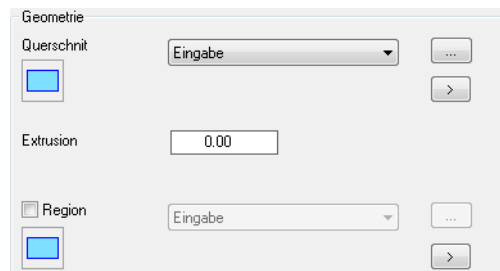 Geometrie
Querschnit
Eingabe
...
>
Extrusion
0.00
Region
Eingabe
...
>